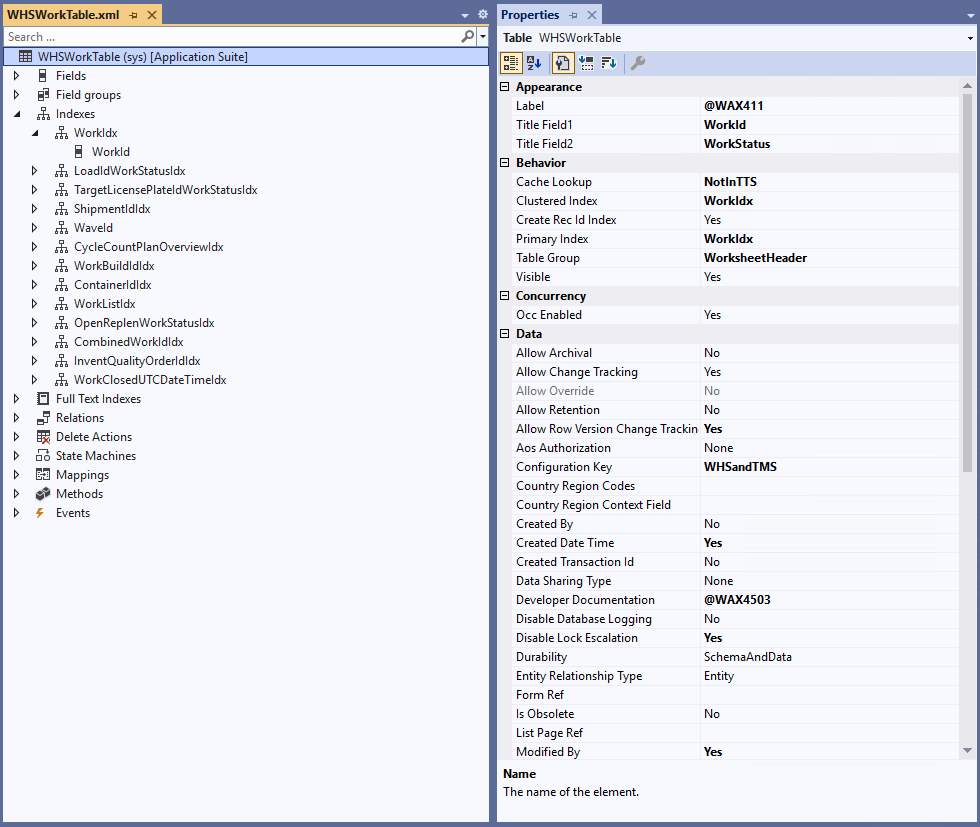 WHSWorkTable.xml
Search ...
WHSWorkTable (sys) [Application Suite]
Fields
Field groups
Indexes
WorkIdx
WorkId
LoadIdWorkStatusIdx
TargetLicensePlateIdWorkStatusIdx
ShipmentIdIdx
WaveId
CycleCountPlanOverviewIdx
WorkBuildIdIdx
ContainerIdIdx
WorkListIdx
OpenReplenWorkStatusIdx
CombinedWorkIdIdx
InventQualityOrderIdIdx
WorkClosedUTCDateTimeIdx
Full Text Indexes
Relations
Delete Actions
State Machines
Mappings
Methods
Events
Properties
Table WHSWorkTable
Appearance
Label @WAX411
Title Field1 WorkId
Title Field2 WorkStatus
Behavior
Cache Lookup NotInTTS
Clustered Index WorkIdx
Create Rec Id Index Yes
Primary Index WorkIdx
Table Group WorksheetHeader
Visible Yes
Concurrency
Occ Enabled Yes
Data
Allow Archival No
Allow Change Tracking Yes
Allow Override No
Allow Retention No
Allow Row Version Change Trackin Yes
Aos Authorization None
Configuration Key WHSandTMS
Country Region Codes
Country Region Context Field
Created By No
Created Date Time Yes
Created Transaction Id No
Data Sharing Type None
Developer Documentation @WAX4503
Disable Database Logging No
Disable Lock Escalation Yes
Durability SchemaAndData
Entity Relationship Type Entity
Form Ref
Is Obsolete No
List Page Ref
Modified By Yes
Name
The name of the element.